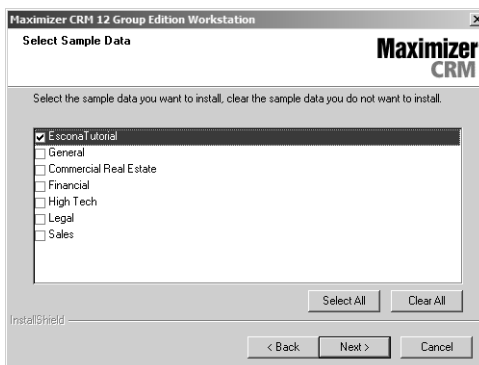 Maximizer CRM 12 Group Edition Workstation
Select Sample Data
Maximizer
CRM
Select the sample data you want to install, clear the sample data you do not want to install.
EsconaTutorial
General
Commercial Real Estate
Financial
High Tech
Legal
Sales
Select All
Clear All
InstallShield
< Back
Next >
Cancel